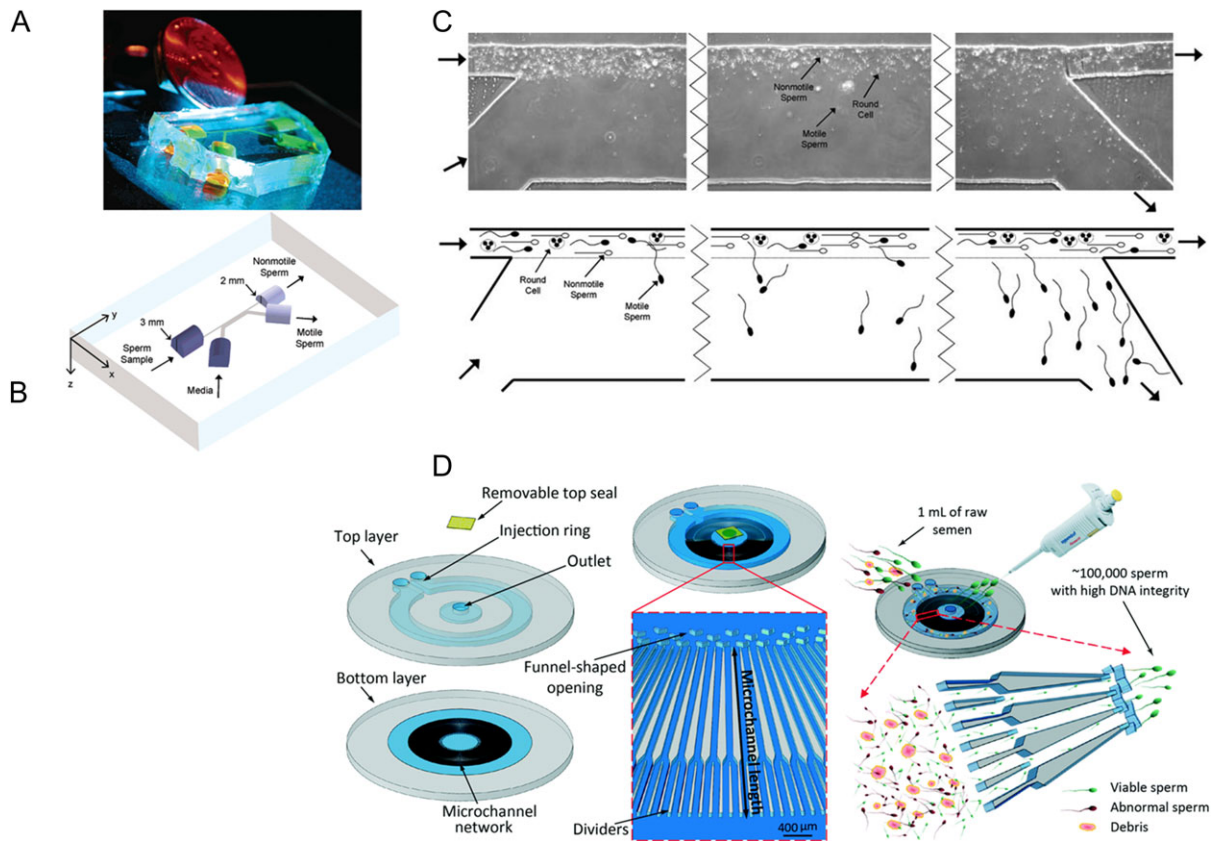 A
B
Nonmotile
Sperm
2 mm
3 mm
y
x
z
Sperm
Sample
Motile
Sperm
Media
C
Nonmotile
Sperm
Round
Cell
Motile
Sperm
Round
Cell
Nonmotile
Sperm
Motile
Sperm
D
Removable top seal
Top layer
Injection ring
Outlet
Bottom layer
Microchannel
network
Funnel-shaped
opening
Microchannel length
Dividers
400 μm
1 mL of raw
semen
~100,000 sperm
with high DNA
integrity
Viable sperm
Abnormal sperm
Debris